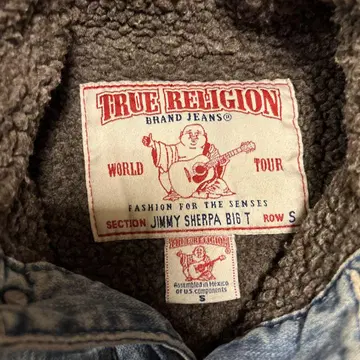 TRUE RELIGION
BRAND JEANS®
WORLD TOUR
FASHION FOR THE SENSES
SECTION JIMMY SHERPA BIG T ROW S
TRUE RELIGION
Assembled in Mexico
of U.S. components
S